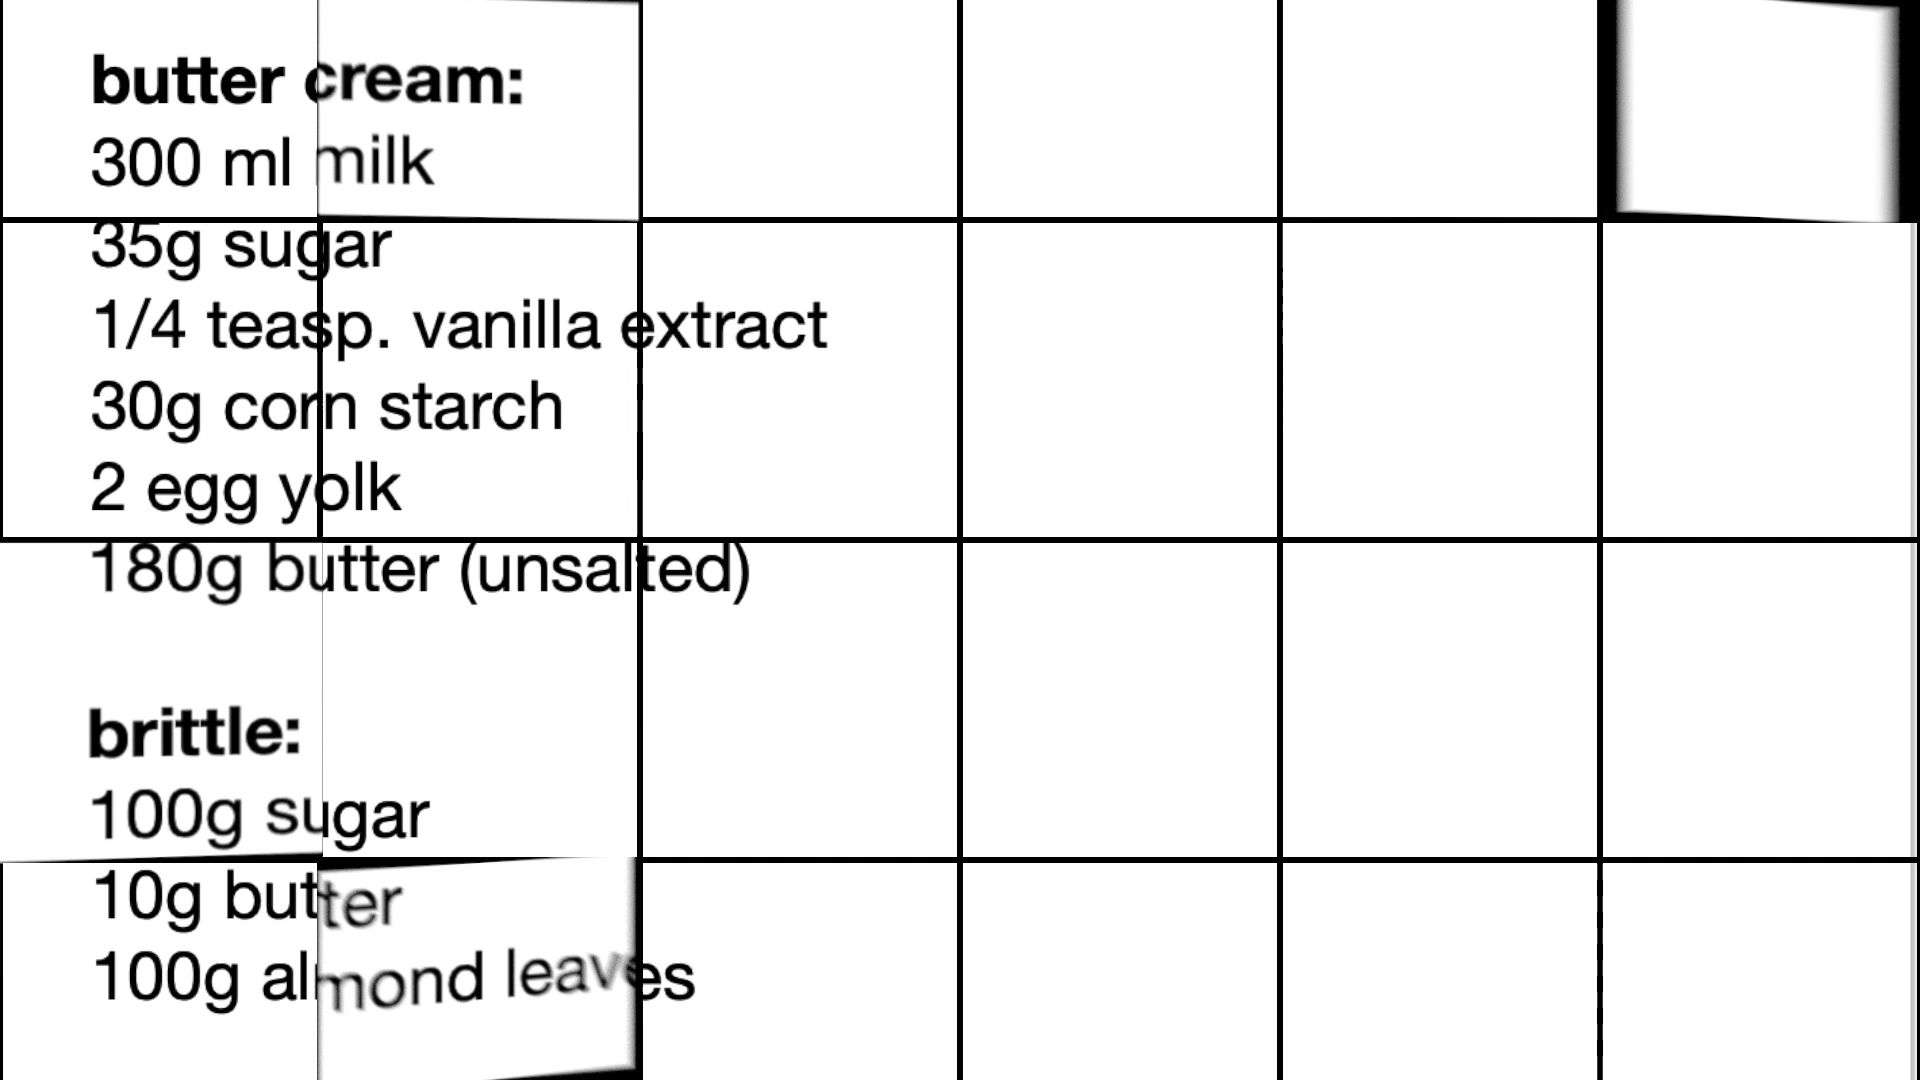 butter cream:
300 ml milk
35g sugar
1/4 teasp. vanilla extract
30g corn starch
2 egg yolk
180g butter (unsalted)
brittle:
100g sugar
10g butter
100g almond leaves